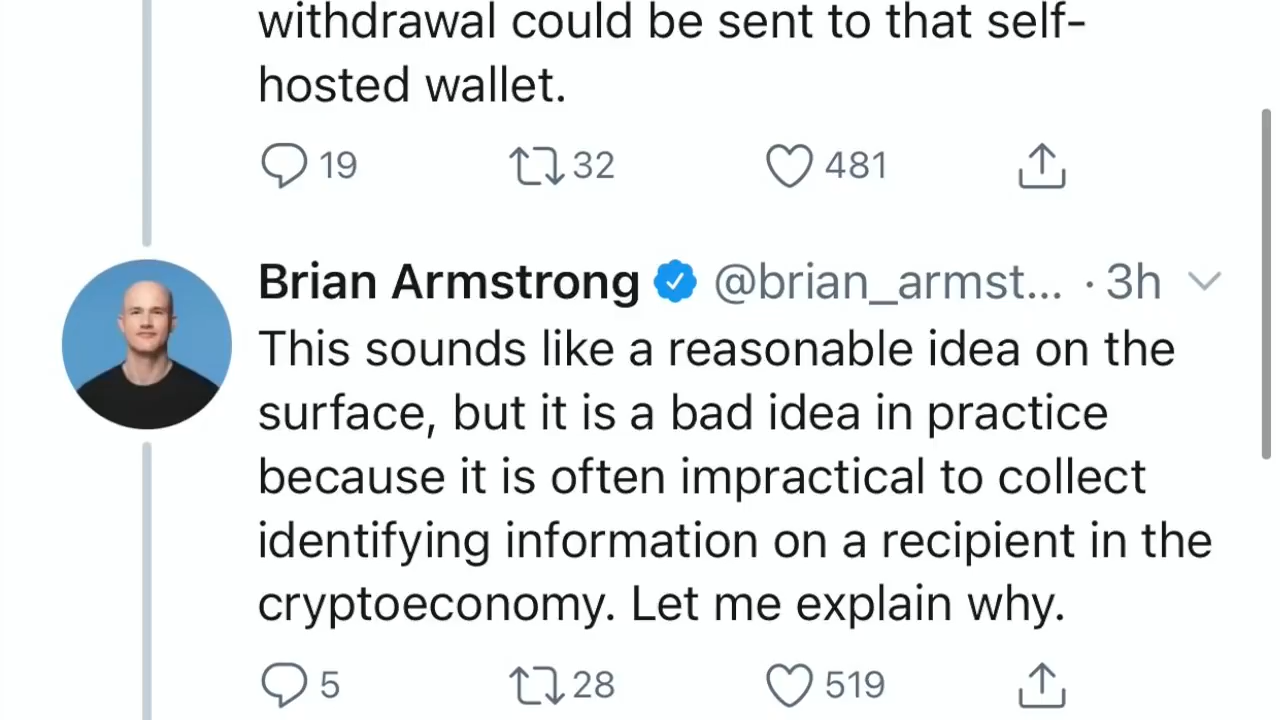 withdrawal could be sent to that self-
hosted wallet.
19 32 481
Brian Armstrong @brian_armst... · 3h
This sounds like a reasonable idea on the
surface, but it is a bad idea in practice
because it is often impractical to collect
identifying information on a recipient in the
cryptoeconomy. Let me explain why.
5 28 519